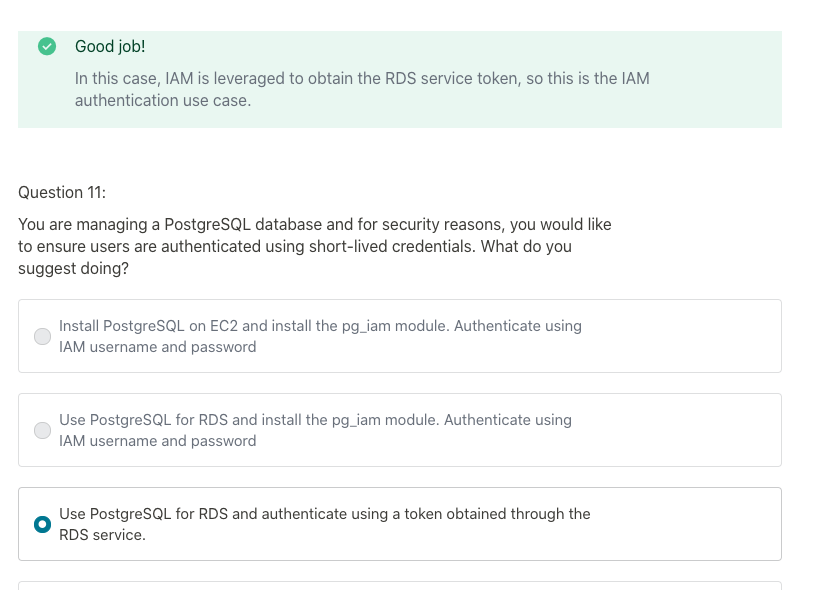 Good job!
In this case, IAM is leveraged to obtain the RDS service token, so this is the IAM
authentication use case.
Question 11:
You are managing a PostgreSQL database and for security reasons, you would like
to ensure users are authenticated using short-lived credentials. What do you
suggest doing?
Install PostgreSQL on EC2 and install the pg_iam module. Authenticate using
IAM username and password
Use PostgreSQL for RDS and install the pg_iam module. Authenticate using
IAM username and password
Use PostgreSQL for RDS and authenticate using a token obtained through the
RDS service.